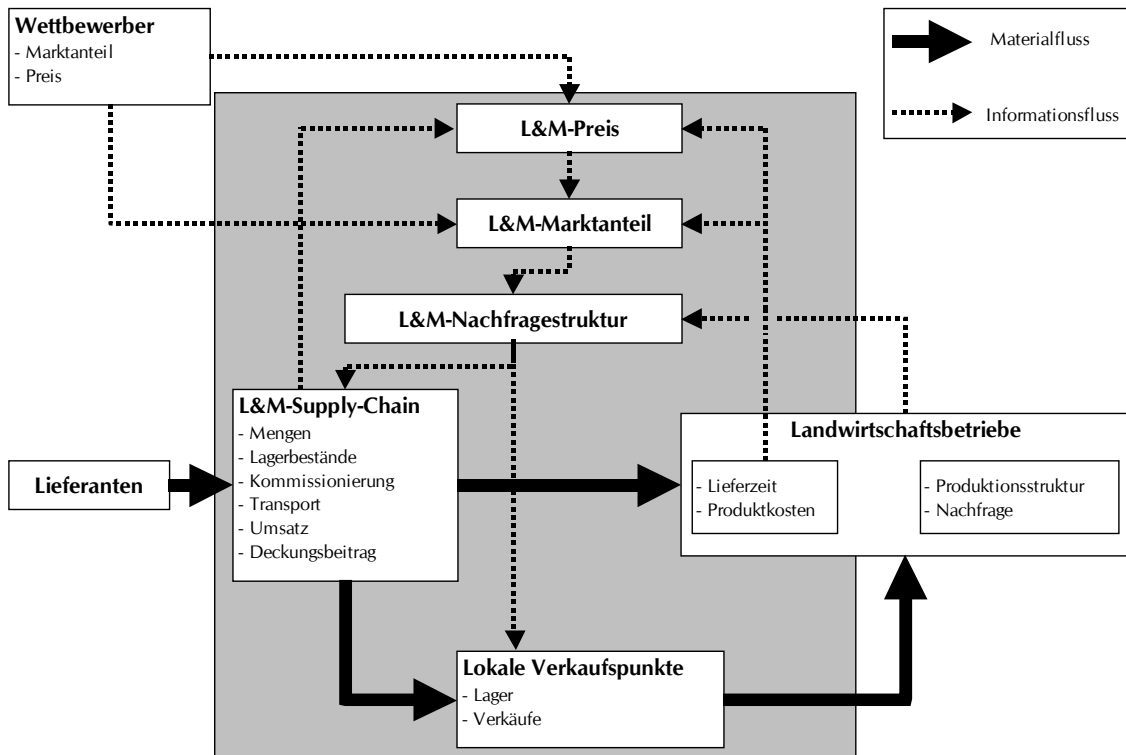 Wettbewerber
- Marktanteil
- Preis
Materialfluss
Informationsfluss
L&M-Preis
L&M-Marktanteil
L&M-Nachfragestruktur
L&M-Supply-Chain
- Mengen
- Lagerbestände
- Kommissionierung
- Transport
- Umsatz
- Deckungsbeitrag
Lieferanten
Landwirtschaftsbetriebe
- Lieferzeit
- Produktkosten
- Produktionsstruktur
- Nachfrage
Lokale Verkaufspunkte
- Lager
- Verkäufe